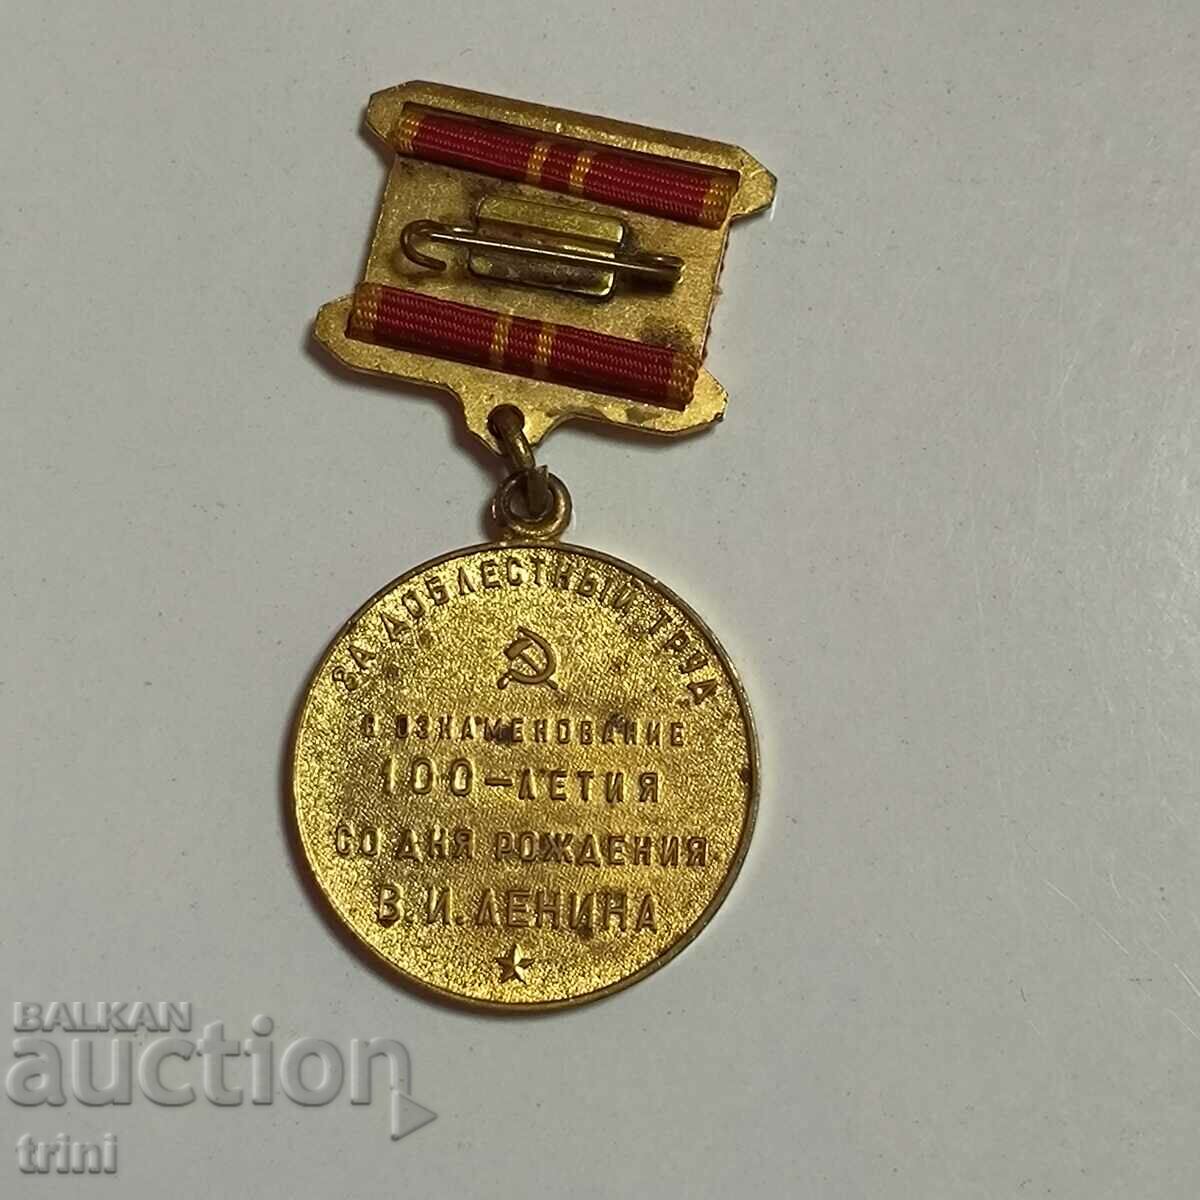 ЗА ДОБЛЕСТНЫЙ ТРУД
В ОЗНАМЕНОВАНИЕ
100-ЛЕТИЯ
СО ДНЯ РОЖДЕНИЯ
В. И. ЛЕНИНА
BALKAN
auction
trini